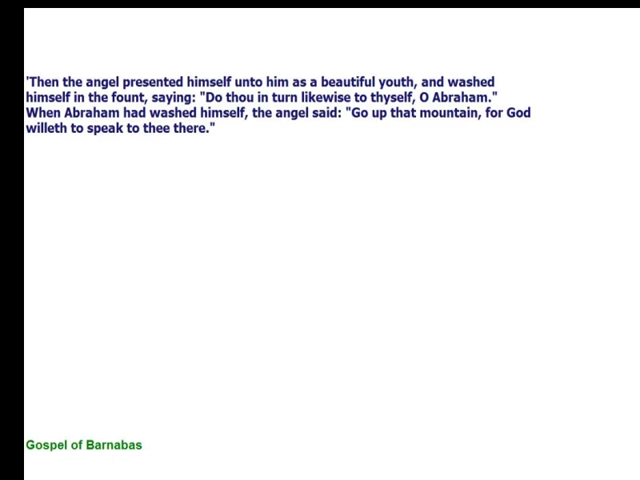 'Then the angel presented himself unto him as a beautiful youth, and washed
himself in the fount, saying: "Do thou in turn likewise to thyself, O Abraham."
When Abraham had washed himself, the angel said: "Go up that mountain, for God
willeth to speak to thee there."
Gospel of Barnabas